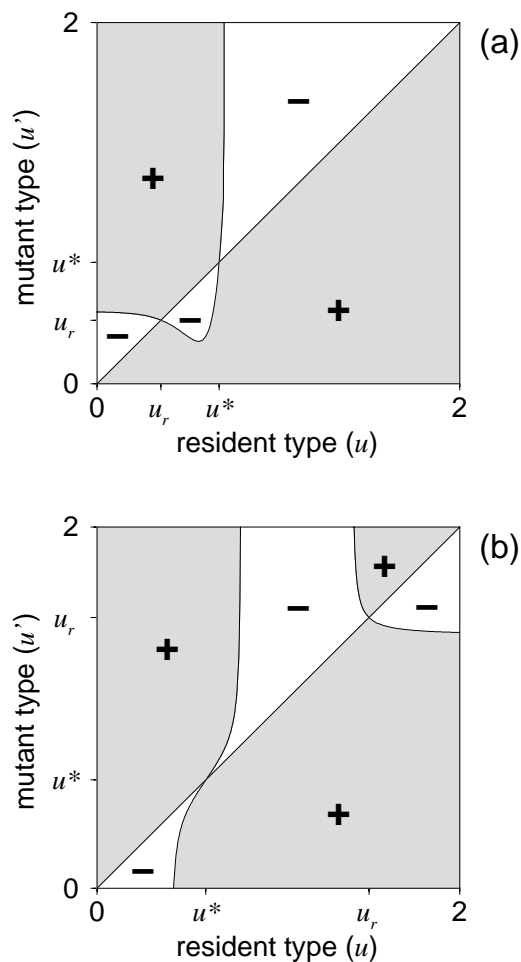 2
(a)
−
+
mutant type (u')
u*
u_r
−
−
+
0
0
u_r
u*
2
resident type (u)
2
(b)
+
−
−
u_r
+
mutant type (u')
u*
+
−
0
0
u*
u_r
2
resident type (u)